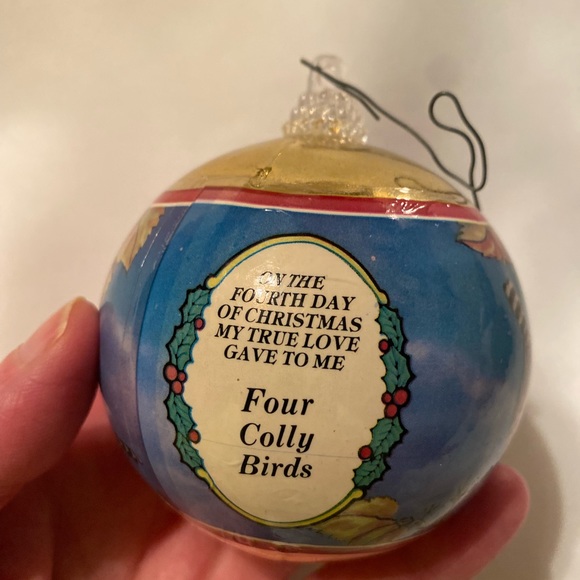 ON THE
FOURTH DAY
OF CHRISTMAS
MY TRUE LOVE
GAVE TO ME
Four
Colly
Birds